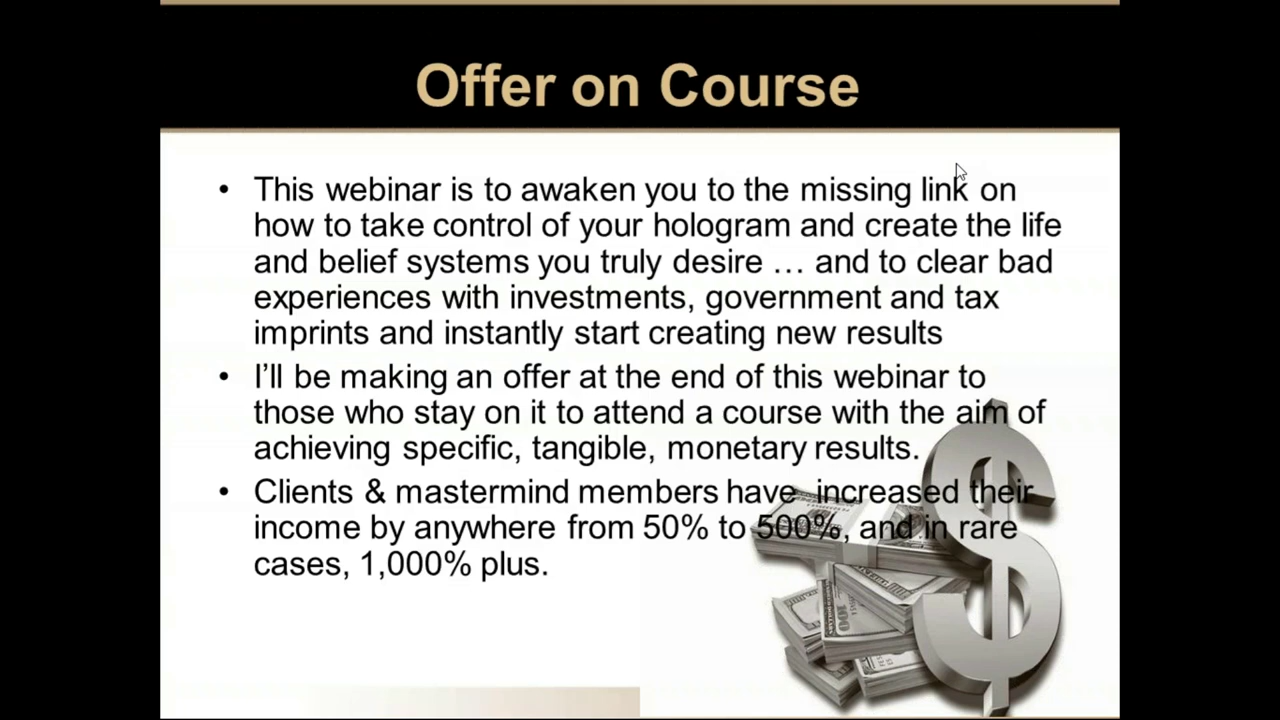 Offer on Course
• This webinar is to awaken you to the missing link on
how to take control of your hologram and create the life
and belief systems you truly desire … and to clear bad
experiences with investments, government and tax
imprints and instantly start creating new results
• I’ll be making an offer at the end of this webinar to
those who stay on it to attend a course with the aim of
achieving specific, tangible, monetary results.
• Clients & mastermind members have  increased their
income by anywhere from 50% to 500%, and in rare
cases, 1,000% plus.